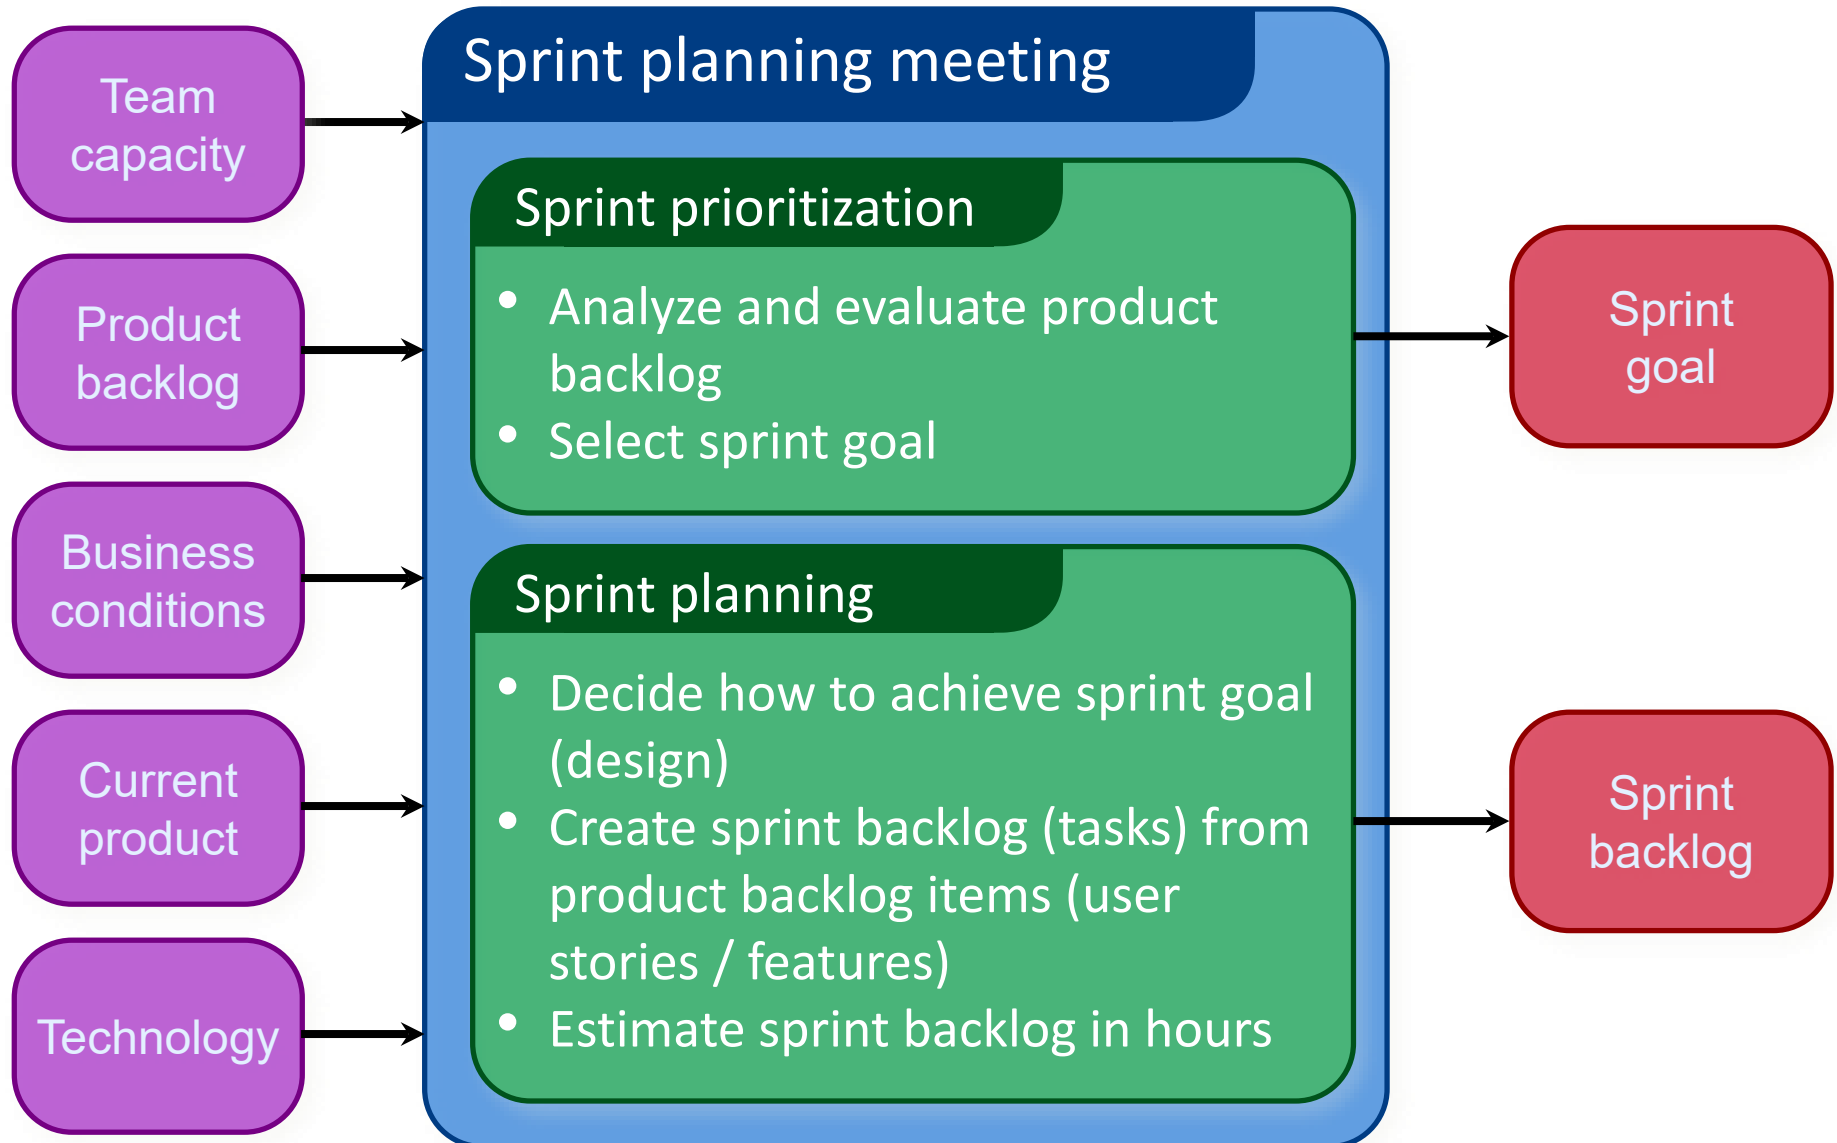 Team
capacity
Product
backlog
Business
conditions
Current
product
Technology
Sprint planning meeting
Sprint prioritization
• Analyze and evaluate product
backlog
• Select sprint goal
Sprint planning
• Decide how to achieve sprint goal
(design)
• Create sprint backlog (tasks) from
product backlog items (user
stories / features)
• Estimate sprint backlog in hours
Sprint
goal
Sprint
backlog